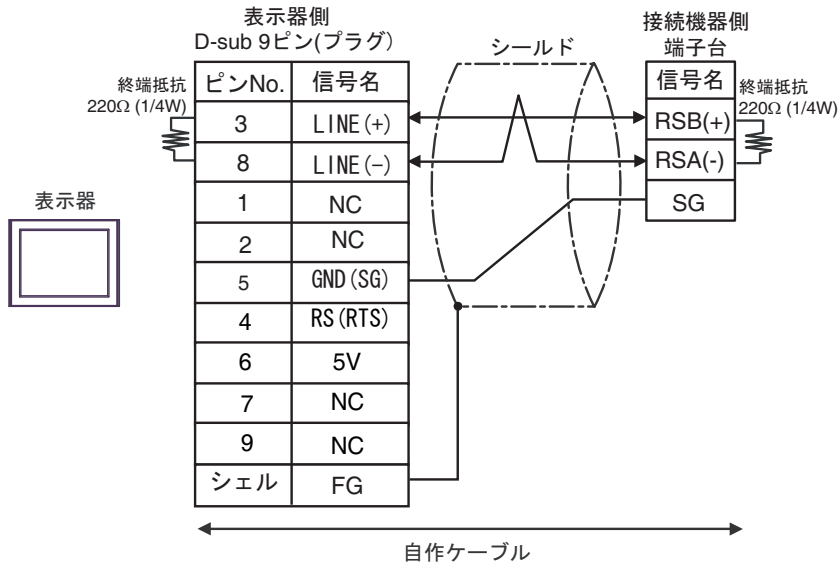 表示器側
D-sub 9ピン(プラグ)
シールド
接続機器側
端子台
終端抵抗
220Ω (1/4W)
ピンNo. 信号名
3 LINE(+)
8 LINE(-)
1 NC
2 NC
5 GND(SG)
4 RS(RTS)
6 5V
7 NC
9 NC
シェル FG
信号名
RSB(+)
RSA(-)
SG
終端抵抗
220Ω (1/4W)
表示器
自作ケーブル